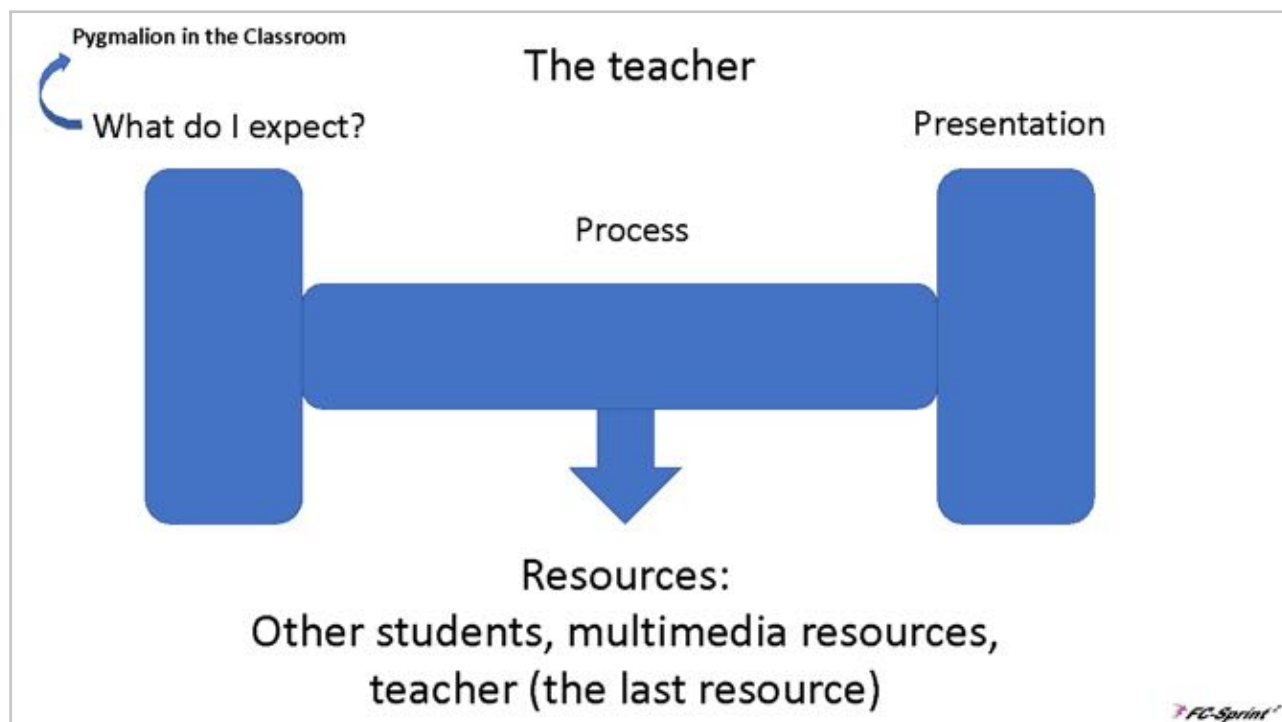 Pygmalion in the Classroom
The teacher
What do I expect?
Presentation
Process
Resources:
Other students, multimedia resources,
teacher (the last resource)
FC-Sprint²